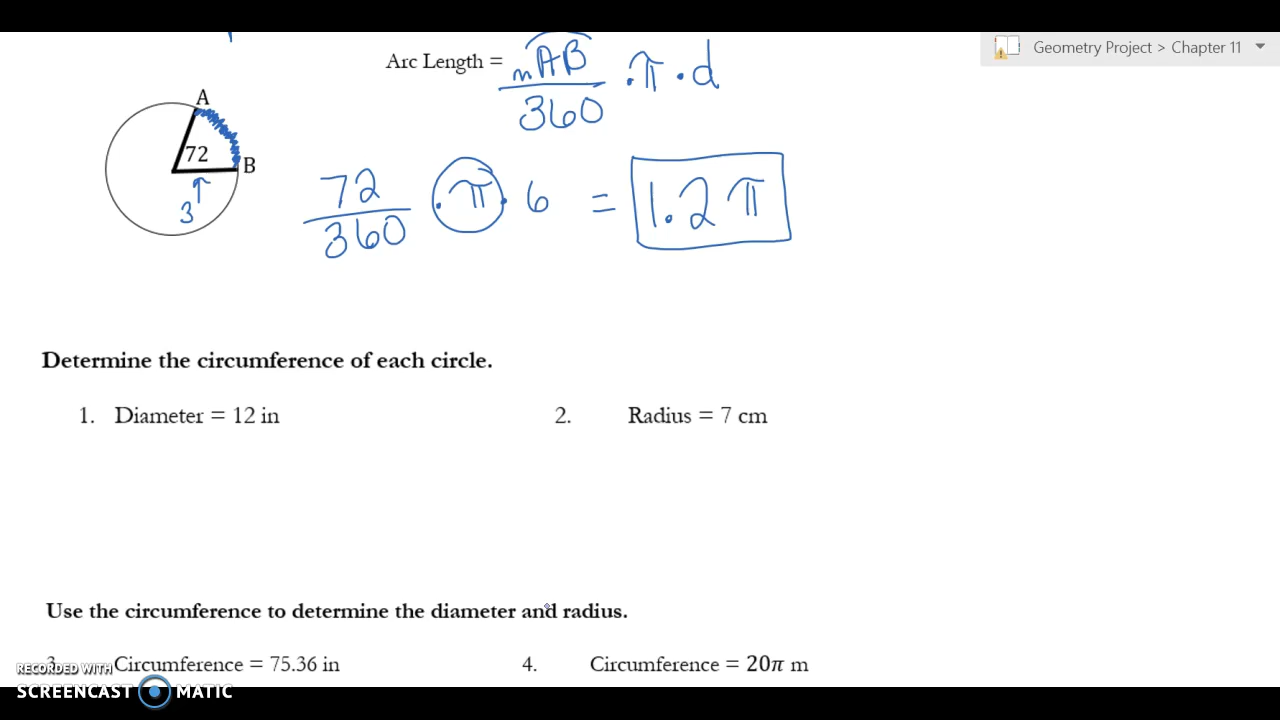 Geometry Project > Chapter 11
Arc Length = mAB/360 · π · d
A
72
B
3
72/360 · π · 6 = 1.2π
Determine the circumference of each circle.
1. Diameter = 12 in
2. Radius = 7 cm
Use the circumference to determine the diameter and radius.
3. Circumference = 75.36 in
4. Circumference = 20π m
RECORDED WITH
SCREENCAST MATIC